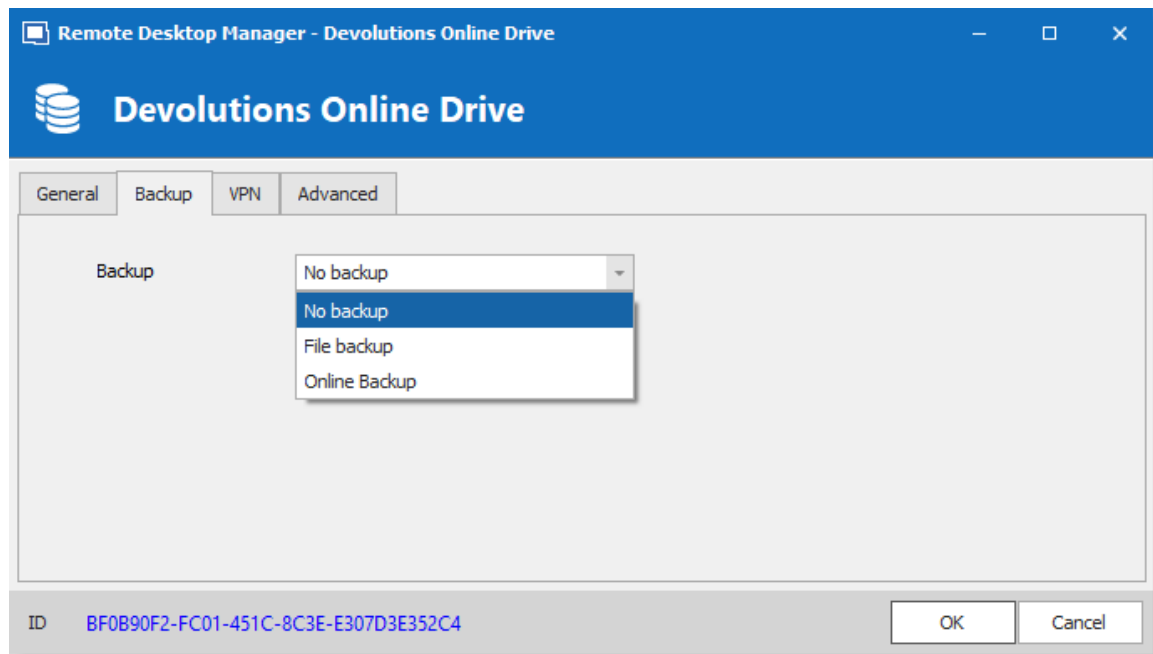 Remote Desktop Manager - Devolutions Online Drive
Devolutions Online Drive
General Backup VPN Advanced
Backup No backup
No backup
File backup
Online Backup
ID BF0B90F2-FC01-451C-8C3E-E307D3E352C4 OK Cancel